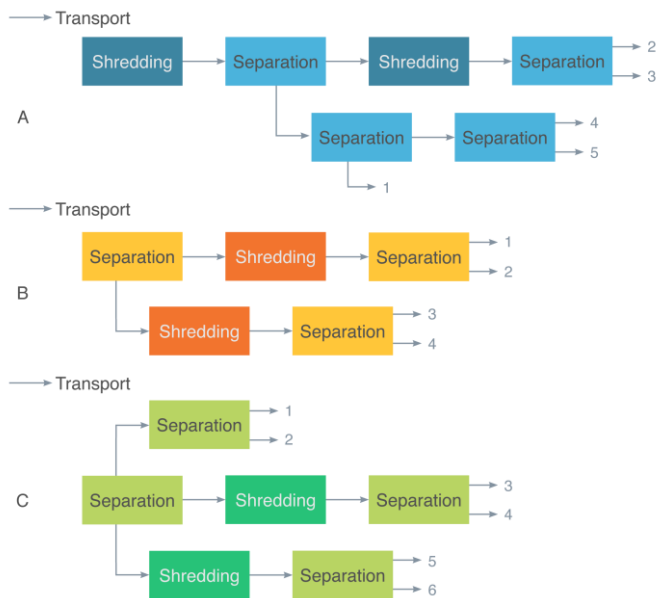 Transport
Shredding Separation Shredding Separation 2
3
A
Separation Separation 4
5
1
Transport
Separation Shredding Separation 1
2
B
Shredding Separation 3
4
Transport
Separation 1
2
C Separation Shredding Separation 3
4
Shredding Separation 5
6